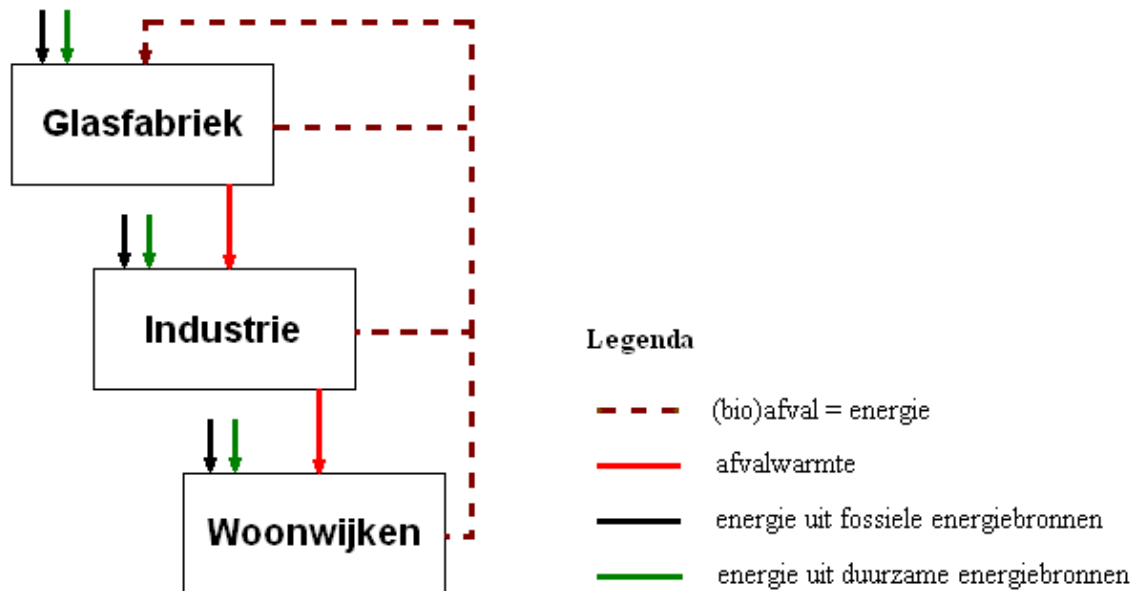 Glasfabriek
Industrie
Woonwijken
Legenda
(bio)afval = energie
afvalwarmte
energie uit fossiele energiebronnen
energie uit duurzame energiebronnen